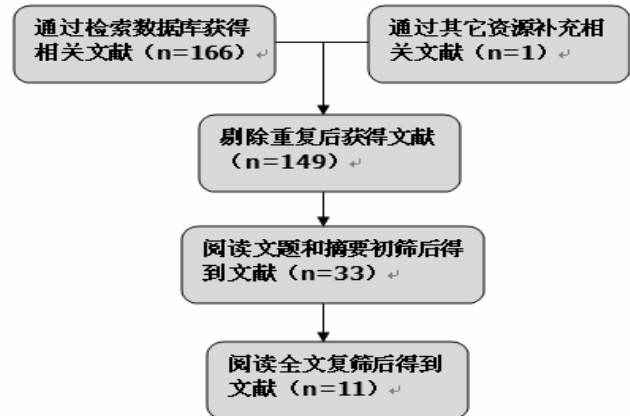 通过检索数据库获得
相关文献（n=166）
通过其它资源补充相
关文献（n=1）
剔除重复后获得文献
（n=149）
阅读文题和摘要初筛后得
到文献（n=33）
阅读全文复筛后得到
文献（n=11）